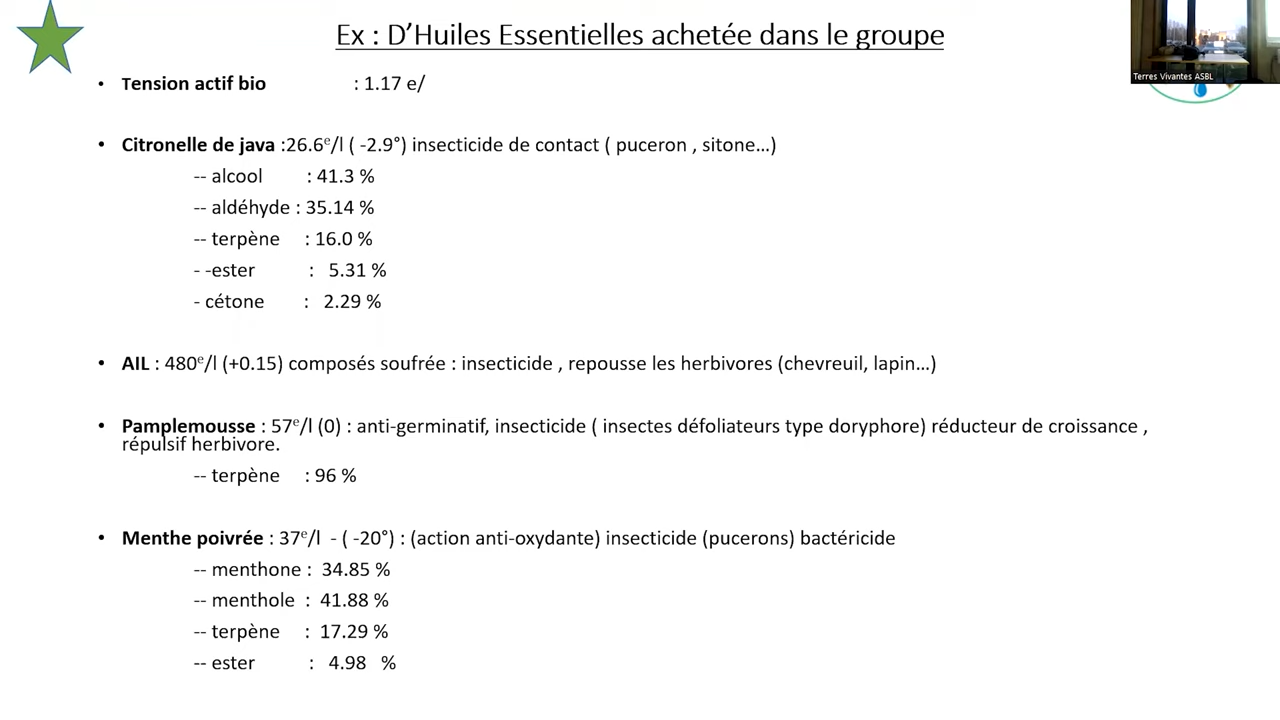 Ex : D’Huiles Essentielles achetée dans le groupe
Terres Vivantes ASBL
• Tension actif bio : 1.17 e/
• Citronelle de java :26.6ᵉ/l ( -2.9°) insecticide de contact ( puceron , sitone…)
-- alcool : 41.3 %
-- aldéhyde : 35.14 %
-- terpène : 16.0 %
- -ester : 5.31 %
- cétone : 2.29 %
• AIL : 480ᵉ/l (+0.15) composés soufrée : insecticide , repousse les herbivores (chevreuil, lapin…)
• Pamplemousse : 57ᵉ/l (0) : anti-germinatif, insecticide ( insectes défoliateurs type doryphore) réducteur de croissance ,
répulsif herbivore.
-- terpène : 96 %
• Menthe poivrée : 37ᵉ/l - ( -20°) : (action anti-oxydante) insecticide (pucerons) bactéricide
-- menthone : 34.85 %
-- menthole : 41.88 %
-- terpène : 17.29 %
-- ester : 4.98 %